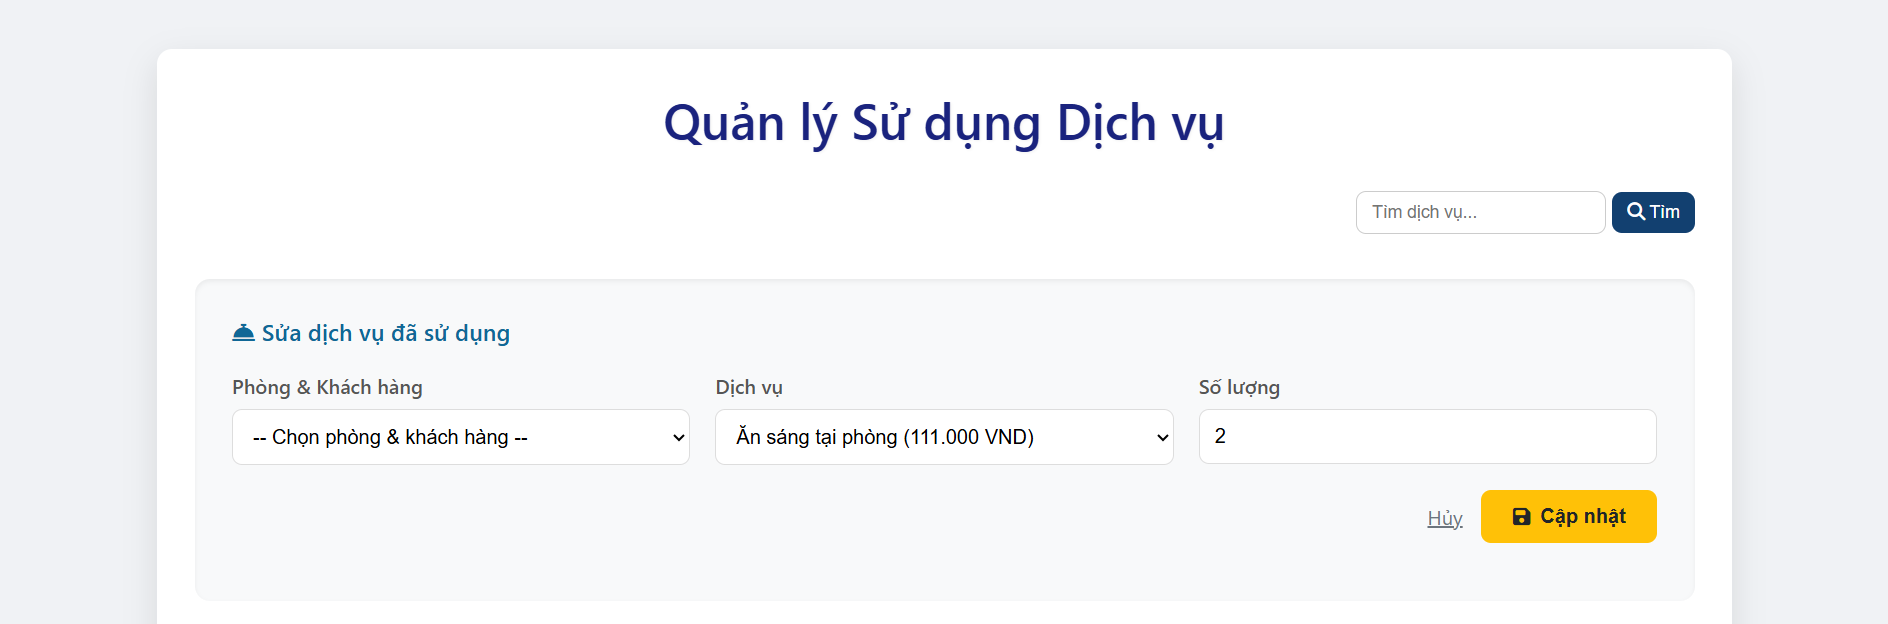 Quản lý Sử dụng Dịch vụ
Tìm dịch vụ...
Tìm
Sửa dịch vụ đã sử dụng
Phòng & Khách hàng
Dịch vụ
Số lượng
-- Chọn phòng & khách hàng --
Ăn sáng tại phòng (111.000 VND)
2
Hủy
Cập nhật